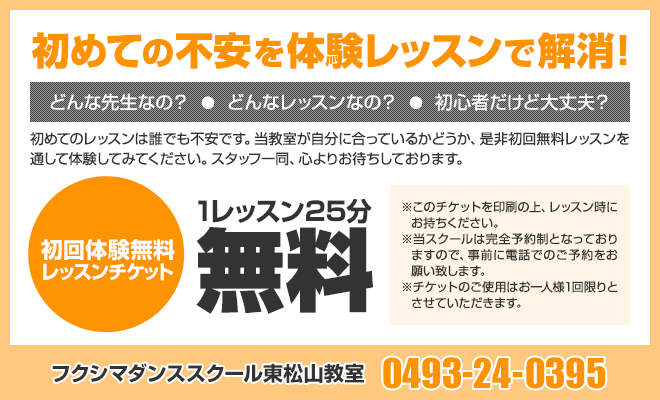 初めての不安を体験レッスンで解消!
どんな先生なの? ● どんなレッスンなの? ● 初心者だけど大丈夫?
初めてのレッスンは誰でも不安です。当教室が自分に合っているかどうか、是非初回無料レッスンを
通して体験してみてください。スタッフ一同、心よりお待ちしております。
初回体験無料
レッスンチケット
1レッスン25分
無料
※このチケットを印刷の上、レッスン時に
お持ちください。
※当スクールは完全予約制となっており
ますので、事前に電話でのご予約をお
願い致します。
※チケットのご使用はお一人様1回限りと
させていただきます。
フクシマダンススクール東松山教室 0493-24-0395